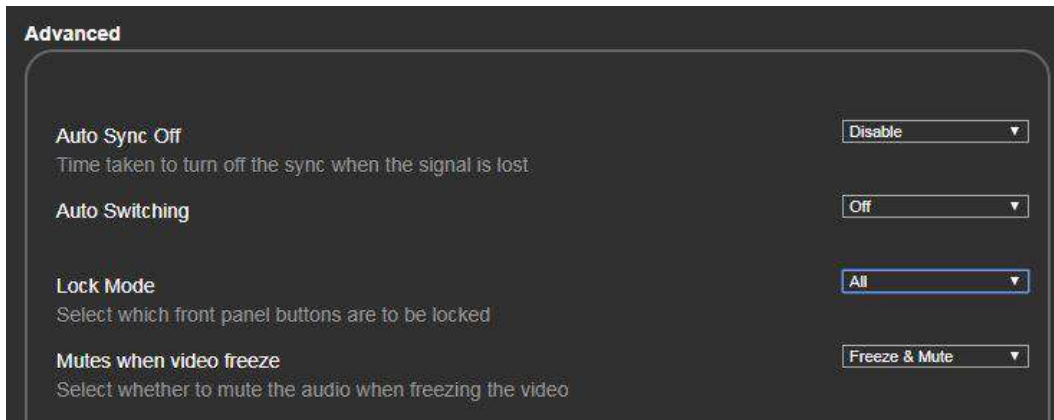 Advanced
Auto Sync Off
Disable
Time taken to turn off the sync when the signal is lost
Auto Switching
Off
Lock Mode
All
Select which front panel buttons are to be locked
Mutes when video freeze
Freeze & Mute
Select whether to mute the audio when freezing the video